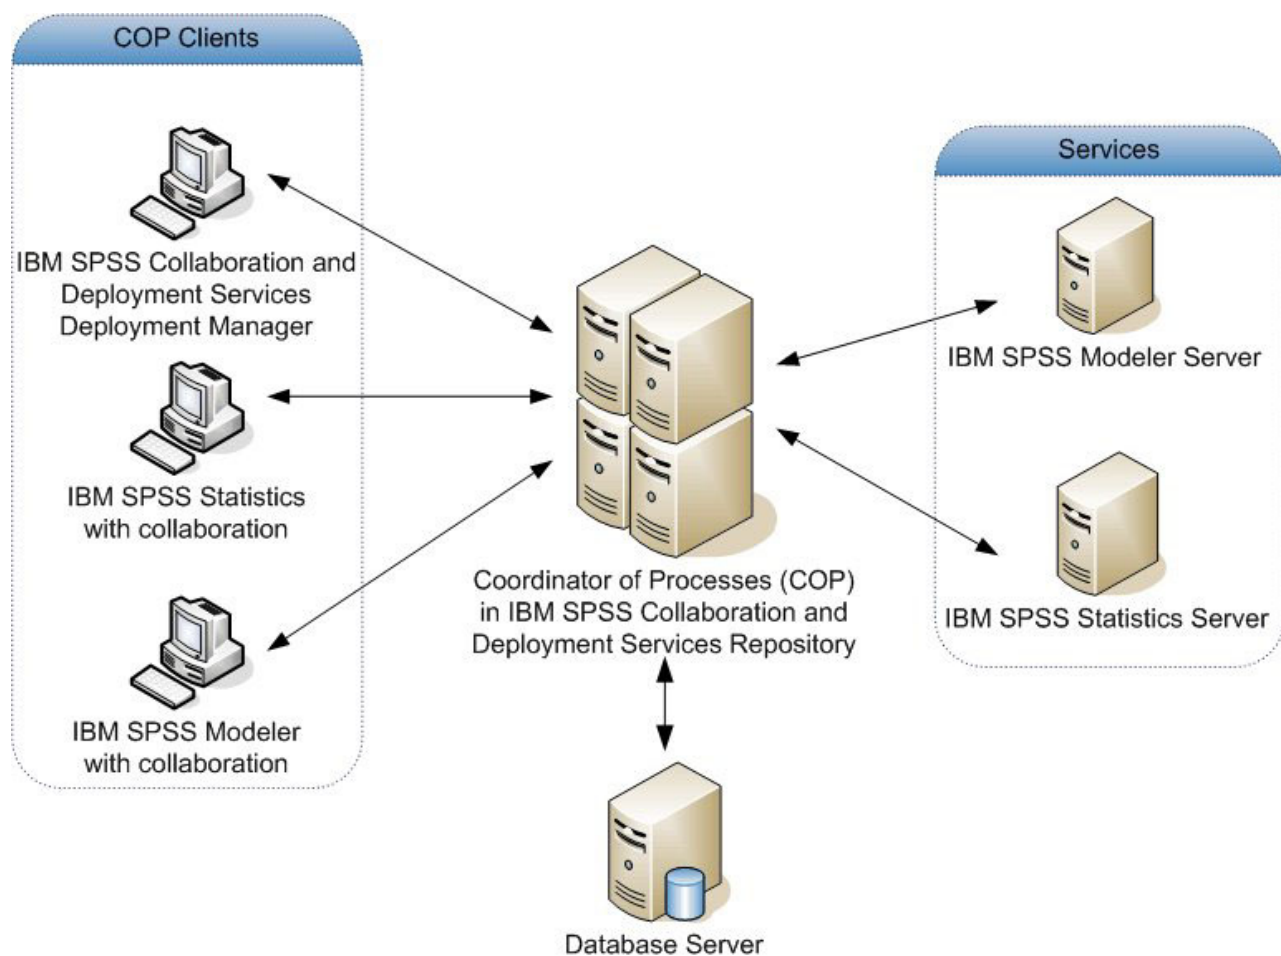 COP Clients
IBM SPSS Collaboration and
Deployment Services
Deployment Manager
IBM SPSS Statistics
with collaboration
IBM SPSS Modeler
with collaboration
Coordinator of Processes (COP)
in IBM SPSS Collaboration and
Deployment Services Repository
Database Server
Services
IBM SPSS Modeler Server
IBM SPSS Statistics Server